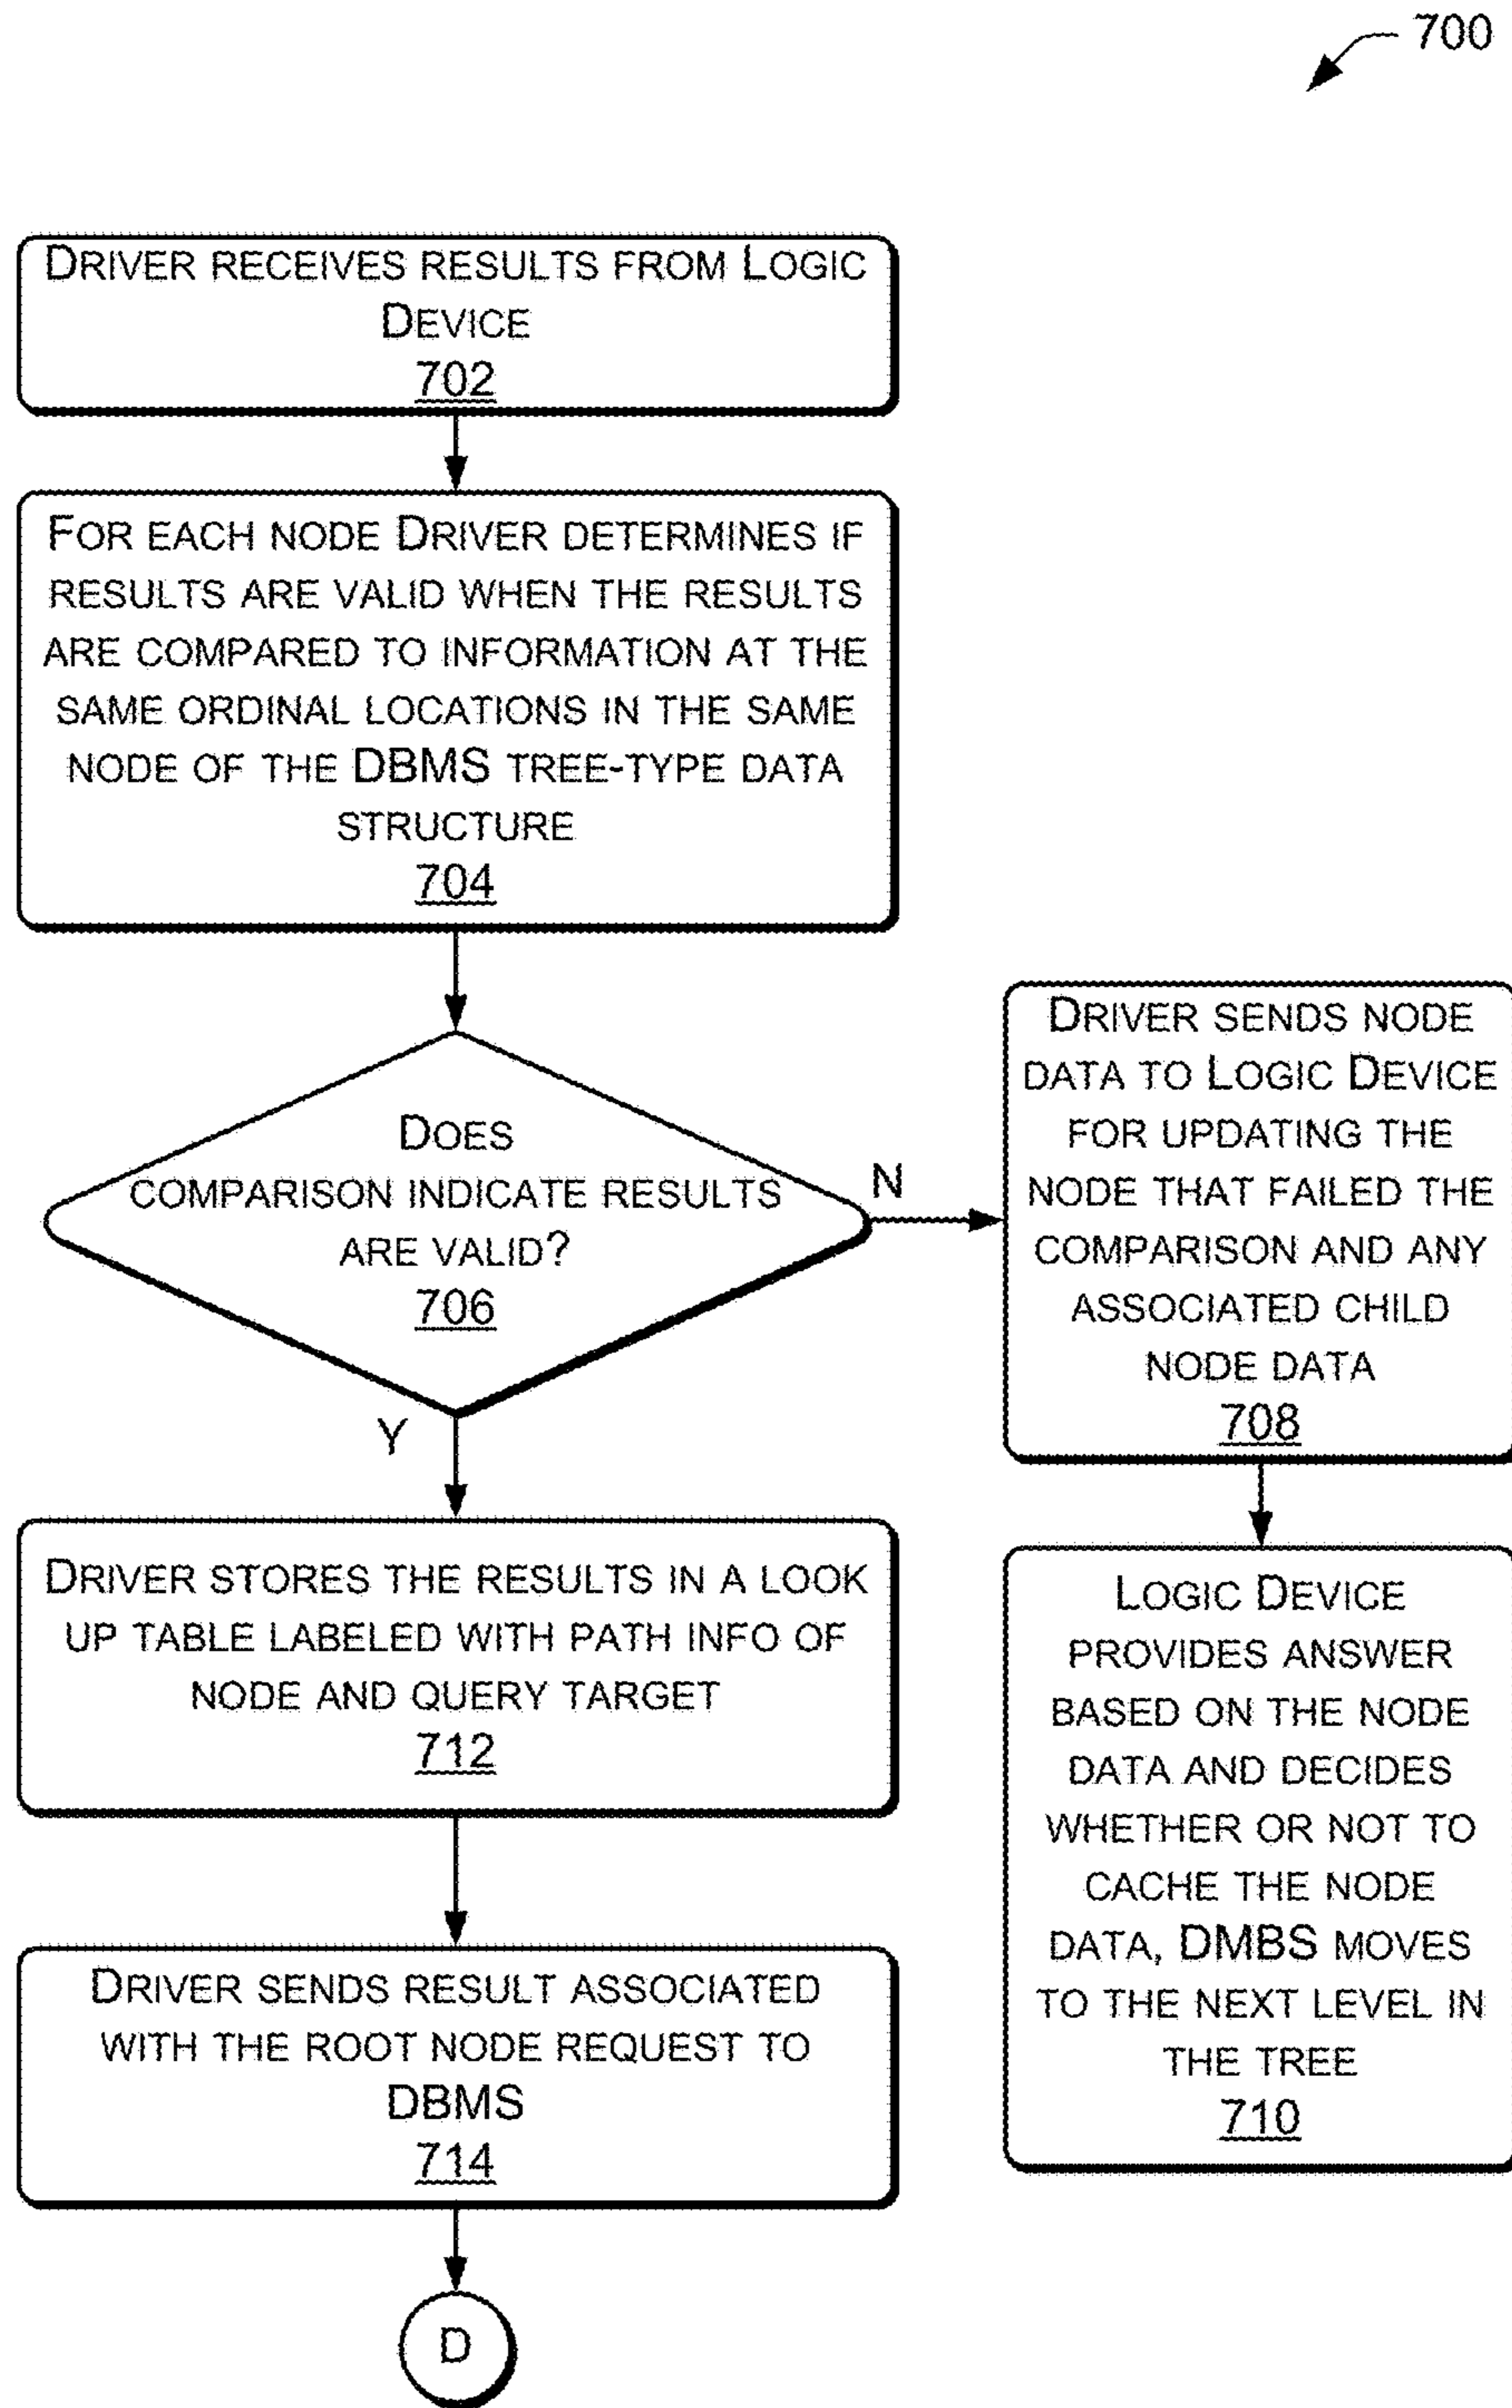 700
DRIVER RECEIVES RESULTS FROM LOGIC
DEVICE
702
FOR EACH NODE DRIVER DETERMINES IF
RESULTS ARE VALID WHEN THE RESULTS
ARE COMPARED TO INFORMATION AT THE
SAME ORDINAL LOCATIONS IN THE SAME
NODE OF THE DBMS TREE-TYPE DATA
STRUCTURE
704
DOES
COMPARISON INDICATE RESULTS
ARE VALID?
706
N
DRIVER SENDS NODE
DATA TO LOGIC DEVICE
FOR UPDATING THE
NODE THAT FAILED THE
COMPARISON AND ANY
ASSOCIATED CHILD
NODE DATA
708
LOGIC DEVICE
PROVIDES ANSWER
BASED ON THE NODE
DATA AND DECIDES
WHETHER OR NOT TO
CACHE THE NODE
DATA, DMBS MOVES
TO THE NEXT LEVEL IN
THE TREE
710
Y
DRIVER STORES THE RESULTS IN A LOOK
UP TABLE LABELED WITH PATH INFO OF
NODE AND QUERY TARGET
712
DRIVER SENDS RESULT ASSOCIATED
WITH THE ROOT NODE REQUEST TO
DBMS
714
D